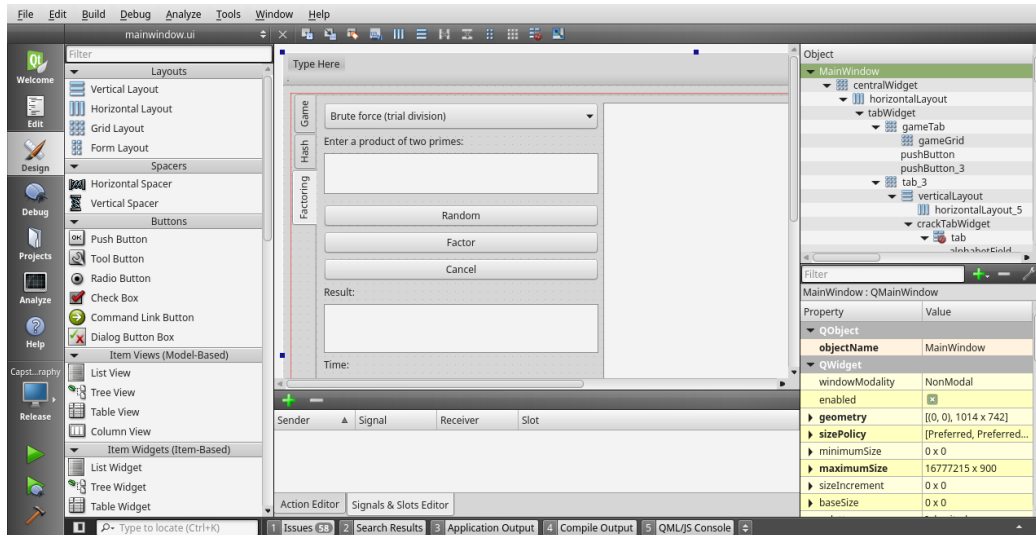 File Edit Build Debug Analyze Tools Window Help
mainwindow.ui
Welcome
Edit
Design
Debug
Projects
Analyze
Help
Capst...raphy
Release
Filter
Layouts
Vertical Layout
Horizontal Layout
Grid Layout
Form Layout
Spacers
Horizontal Spacer
Vertical Spacer
Buttons
Push Button
Tool Button
Radio Button
Check Box
Command Link Button
Dialog Button Box
Item Views (Model-Based)
List View
Tree View
Table View
Column View
Item Widgets (Item-Based)
List Widget
Tree Widget
Table Widget
Type Here
Game
Hash
Factoring
Brute force (trial division)
Enter a product of two primes:
Random
Factor
Cancel
Result:
Time:
Sender Signal Receiver Slot
Action Editor Signals & Slots Editor
Object
MainWindow
centralWidget
horizontalLayout
tabWidget
gameTab
gameGrid
pushButton
pushButton_3
tab_3
verticalLayout
horizontalLayout_5
crackTabWidget
tab
alphabetField
Filter
MainWindow : QMainWindow
Property Value
QObject
objectName MainWindow
QWidget
windowModality NonModal
enabled
geometry [(0, 0), 1014 x 742]
sizePolicy [Preferred, Preferred...
minimumSize 0 x 0
maximumSize 16777215 x 900
sizeIncrement 0 x 0
baseSize 0 x 0
Type to locate (Ctrl+K) 1 Issues 58 2 Search Results 3 Application Output 4 Compile Output 5 QML/JS Console